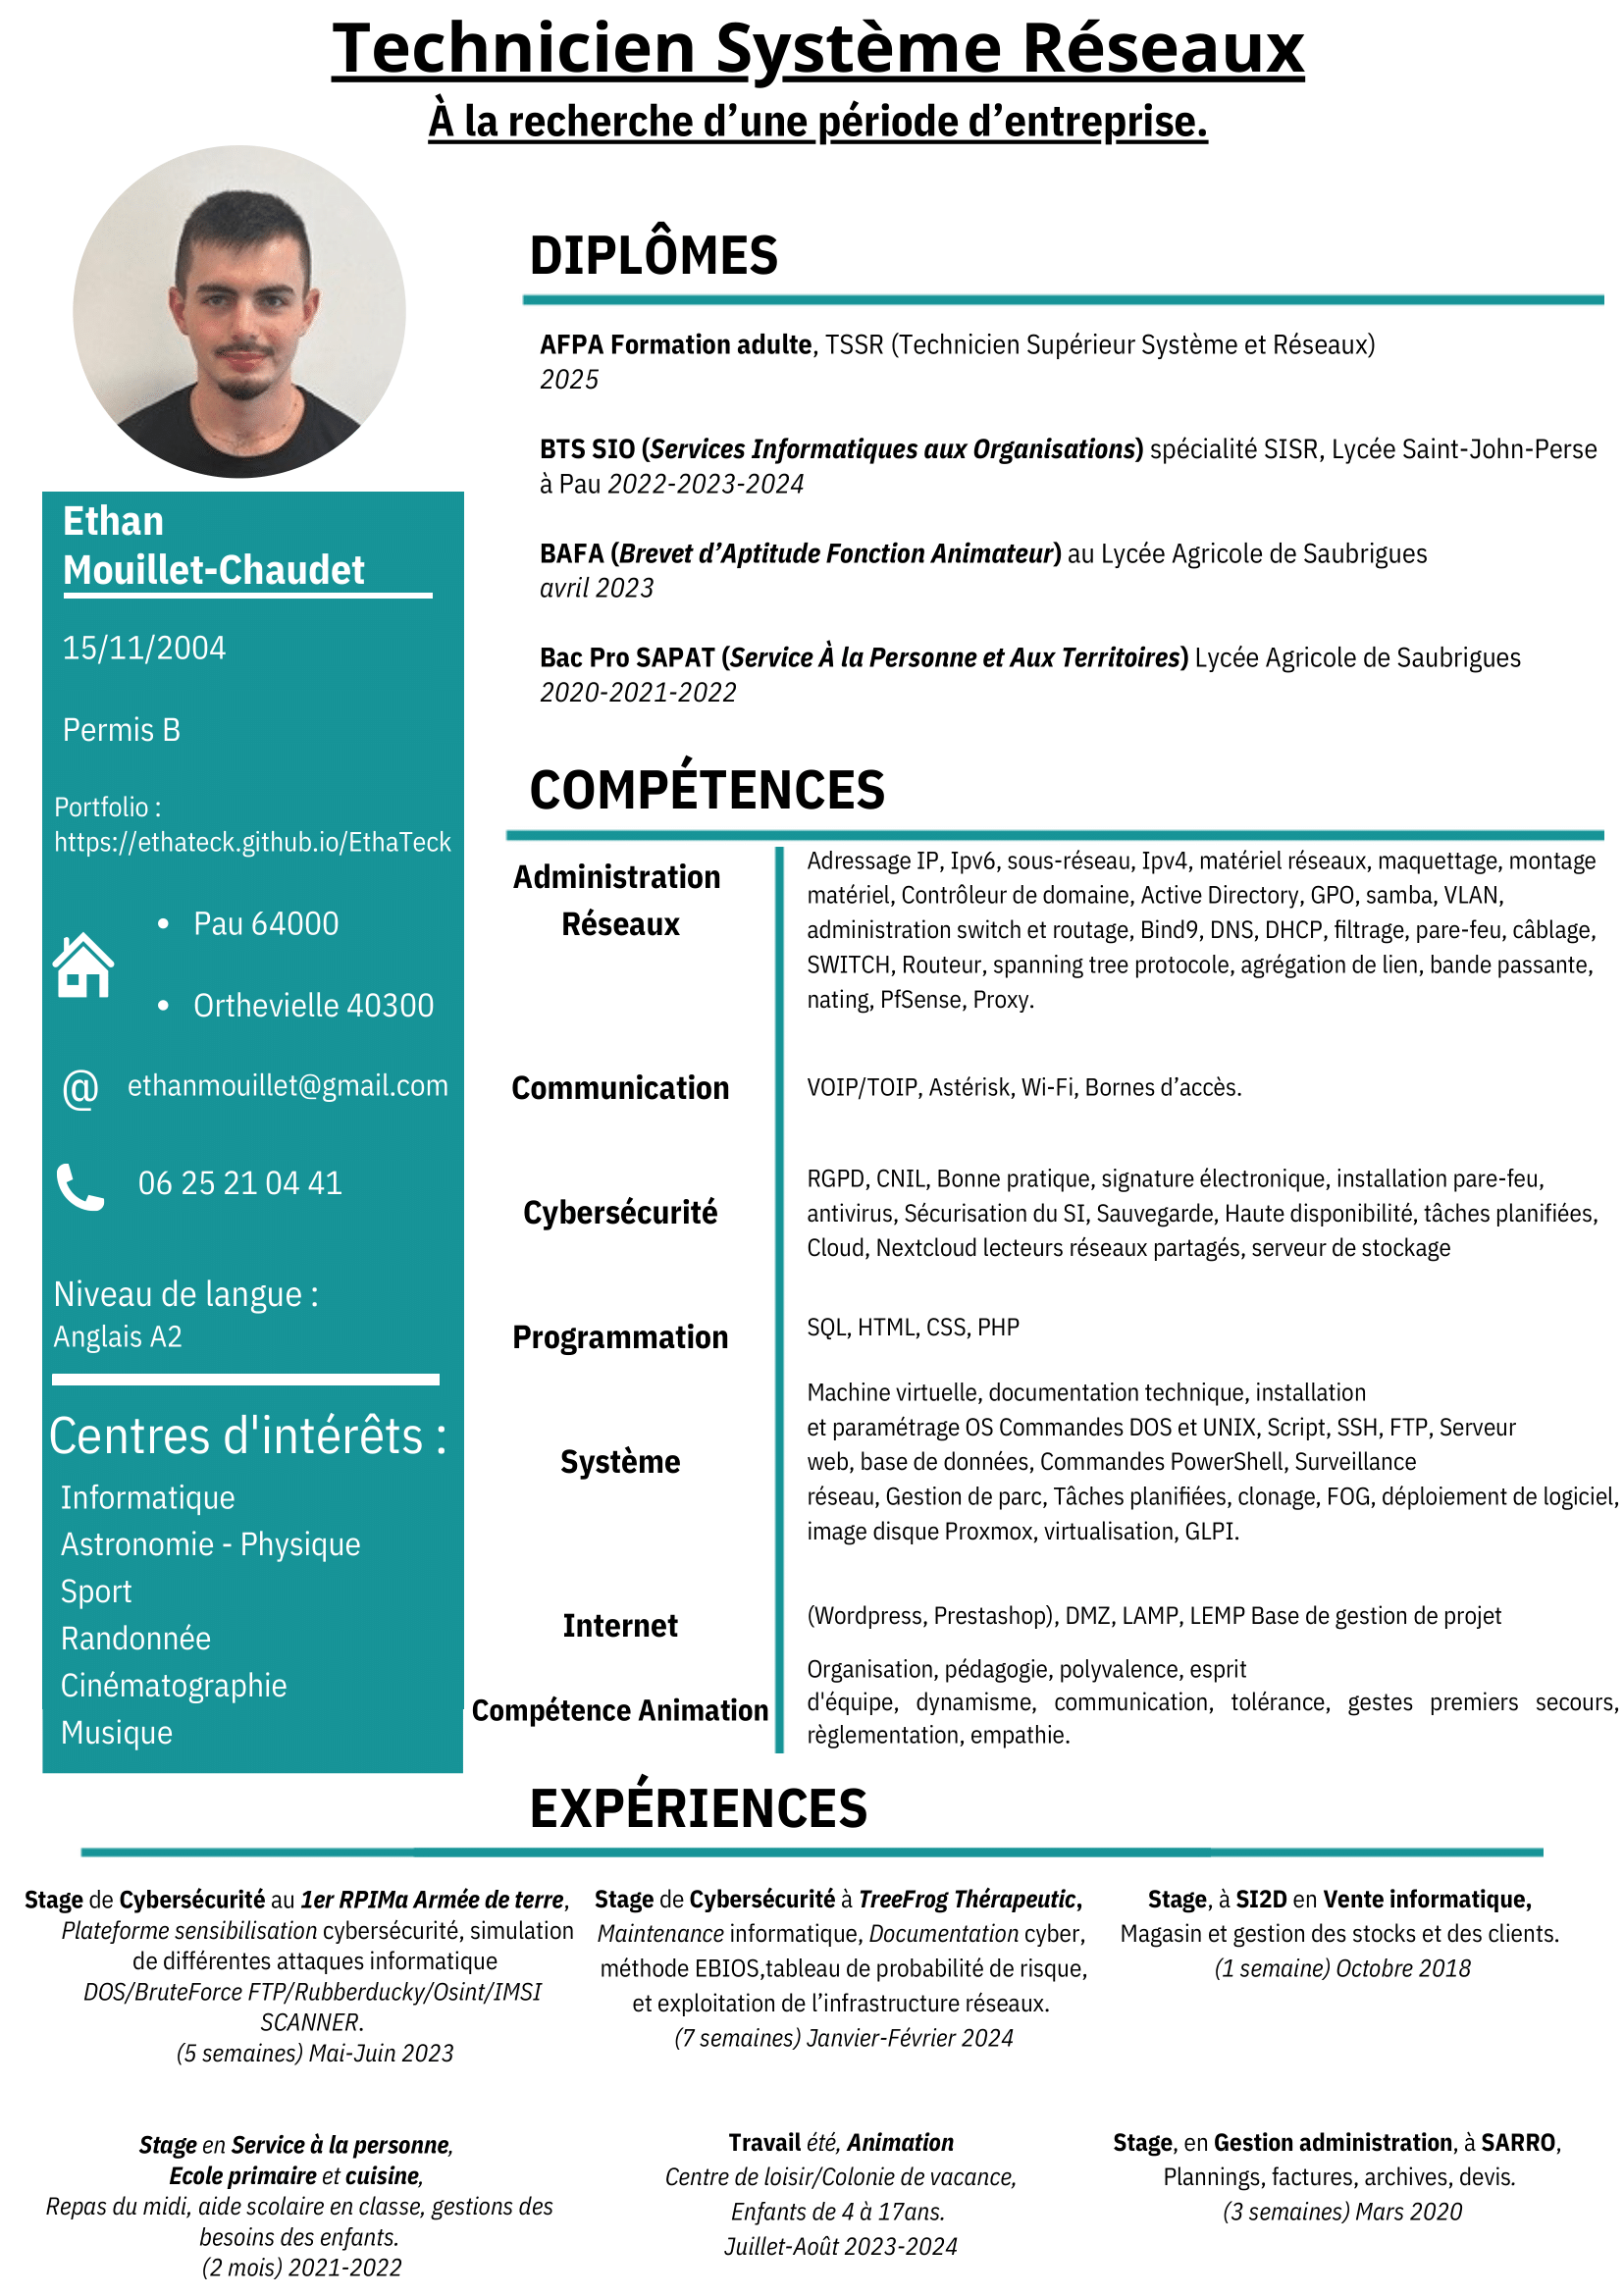 Technicien Système Réseaux
À la recherche d’une période d’entreprise.
Ethan
Mouillet-Chaudet
15/11/2004
Permis B
Portfolio :
https://ethateck.github.io/EthaTeck
• Pau 64000
• Orthevielle 40300
@ ethanmouillet@gmail.com
06 25 21 04 41
Niveau de langue :
Anglais A2
Centres d'intérêts :
Informatique
Astronomie - Physique
Sport
Randonnée
Cinématographie
Musique
DIPLÔMES
AFPA Formation adulte, TSSR (Technicien Supérieur Système et Réseaux)
2025
BTS SIO (Services Informatiques aux Organisations) spécialité SISR, Lycée Saint-John-Perse
à Pau 2022-2023-2024
BAFA (Brevet d’Aptitude Fonction Animateur) au Lycée Agricole de Saubrigues
avril 2023
Bac Pro SAPAT (Service À la Personne et Aux Territoires) Lycée Agricole de Saubrigues
2020-2021-2022
COMPÉTENCES
Administration
Réseaux
Adressage IP, Ipv6, sous-réseau, Ipv4, matériel réseaux, maquettage, montage
matériel, Contrôleur de domaine, Active Directory, GPO, samba, VLAN,
administration switch et routage, Bind9, DNS, DHCP, filtrage, pare-feu, câblage,
SWITCH, Routeur, spanning tree protocole, agrégation de lien, bande passante,
nating, PfSense, Proxy.
Communication
VOIP/TOIP, Astérisk, Wi-Fi, Bornes d’accès.
Cybersécurité
RGPD, CNIL, Bonne pratique, signature électronique, installation pare-feu,
antivirus, Sécurisation du SI, Sauvegarde, Haute disponibilité, tâches planifiées,
Cloud, Nextcloud lecteurs réseaux partagés, serveur de stockage
Programmation
SQL, HTML, CSS, PHP
Système
Machine virtuelle, documentation technique, installation
et paramétrage OS Commandes DOS et UNIX, Script, SSH, FTP, Serveur
web, base de données, Commandes PowerShell, Surveillance
réseau, Gestion de parc, Tâches planifiées, clonage, FOG, déploiement de logiciel,
image disque Proxmox, virtualisation, GLPI.
Internet
(Wordpress, Prestashop), DMZ, LAMP, LEMP Base de gestion de projet
Compétence Animation
Organisation, pédagogie, polyvalence, esprit
d'équipe, dynamisme, communication, tolérance, gestes premiers secours,
règlementation, empathie.
EXPÉRIENCES
Stage de Cybersécurité au 1er RPIMa Armée de terre,
Plateforme sensibilisation cybersécurité, simulation
de différentes attaques informatique
DOS/BruteForce FTP/Rubberducky/Osint/IMSI
SCANNER.
(5 semaines) Mai-Juin 2023
Stage de Cybersécurité à TreeFrog Thérapeutic,
Maintenance informatique, Documentation cyber,
méthode EBIOS,tableau de probabilité de risque,
et exploitation de l’infrastructure réseaux.
(7 semaines) Janvier-Février 2024
Stage, à SI2D en Vente informatique,
Magasin et gestion des stocks et des clients.
(1 semaine) Octobre 2018
Stage en Service à la personne,
Ecole primaire et cuisine,
Repas du midi, aide scolaire en classe, gestions des
besoins des enfants.
(2 mois) 2021-2022
Travail été, Animation
Centre de loisir/Colonie de vacance,
Enfants de 4 à 17ans.
Juillet-Août 2023-2024
Stage, en Gestion administration, à SARRO,
Plannings, factures, archives, devis.
(3 semaines) Mars 2020